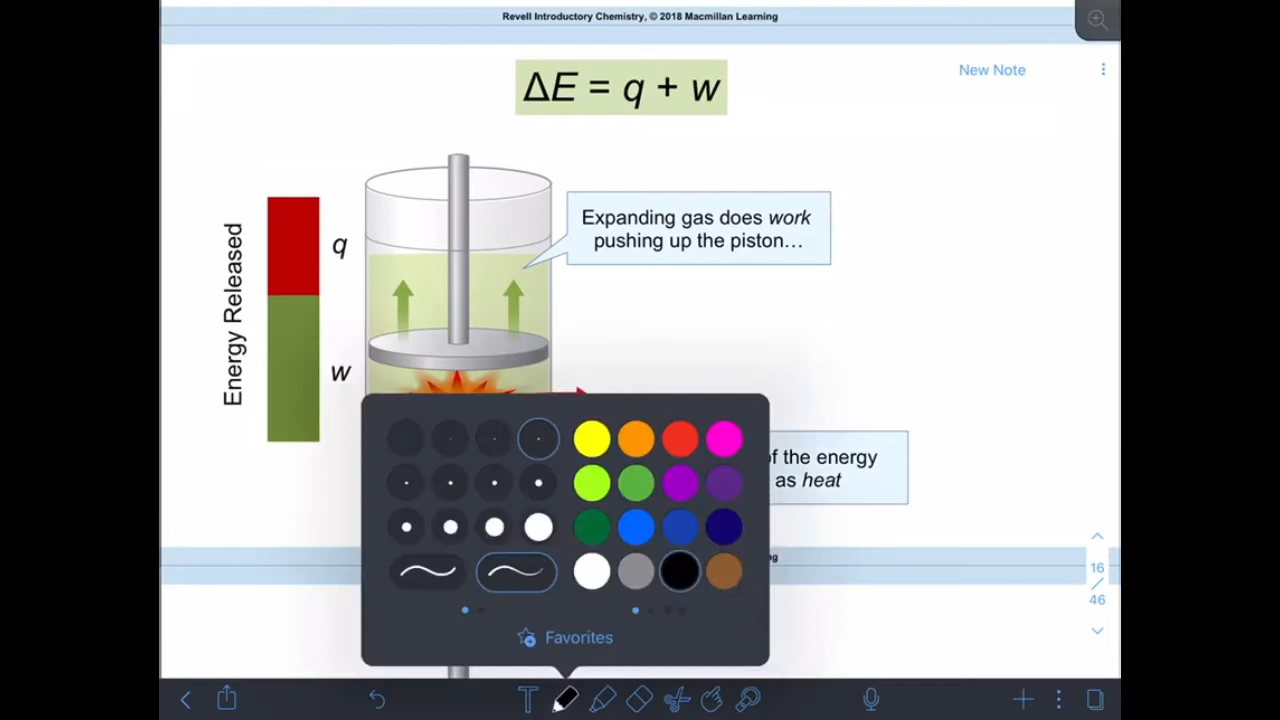 Revell Introductory Chemistry, © 2018 Macmillan Learning
New Note
ΔE = q + w
Expanding gas does work
pushing up the piston…
Energy Released
q
w
of the energy
as heat
16
46
Favorites
T